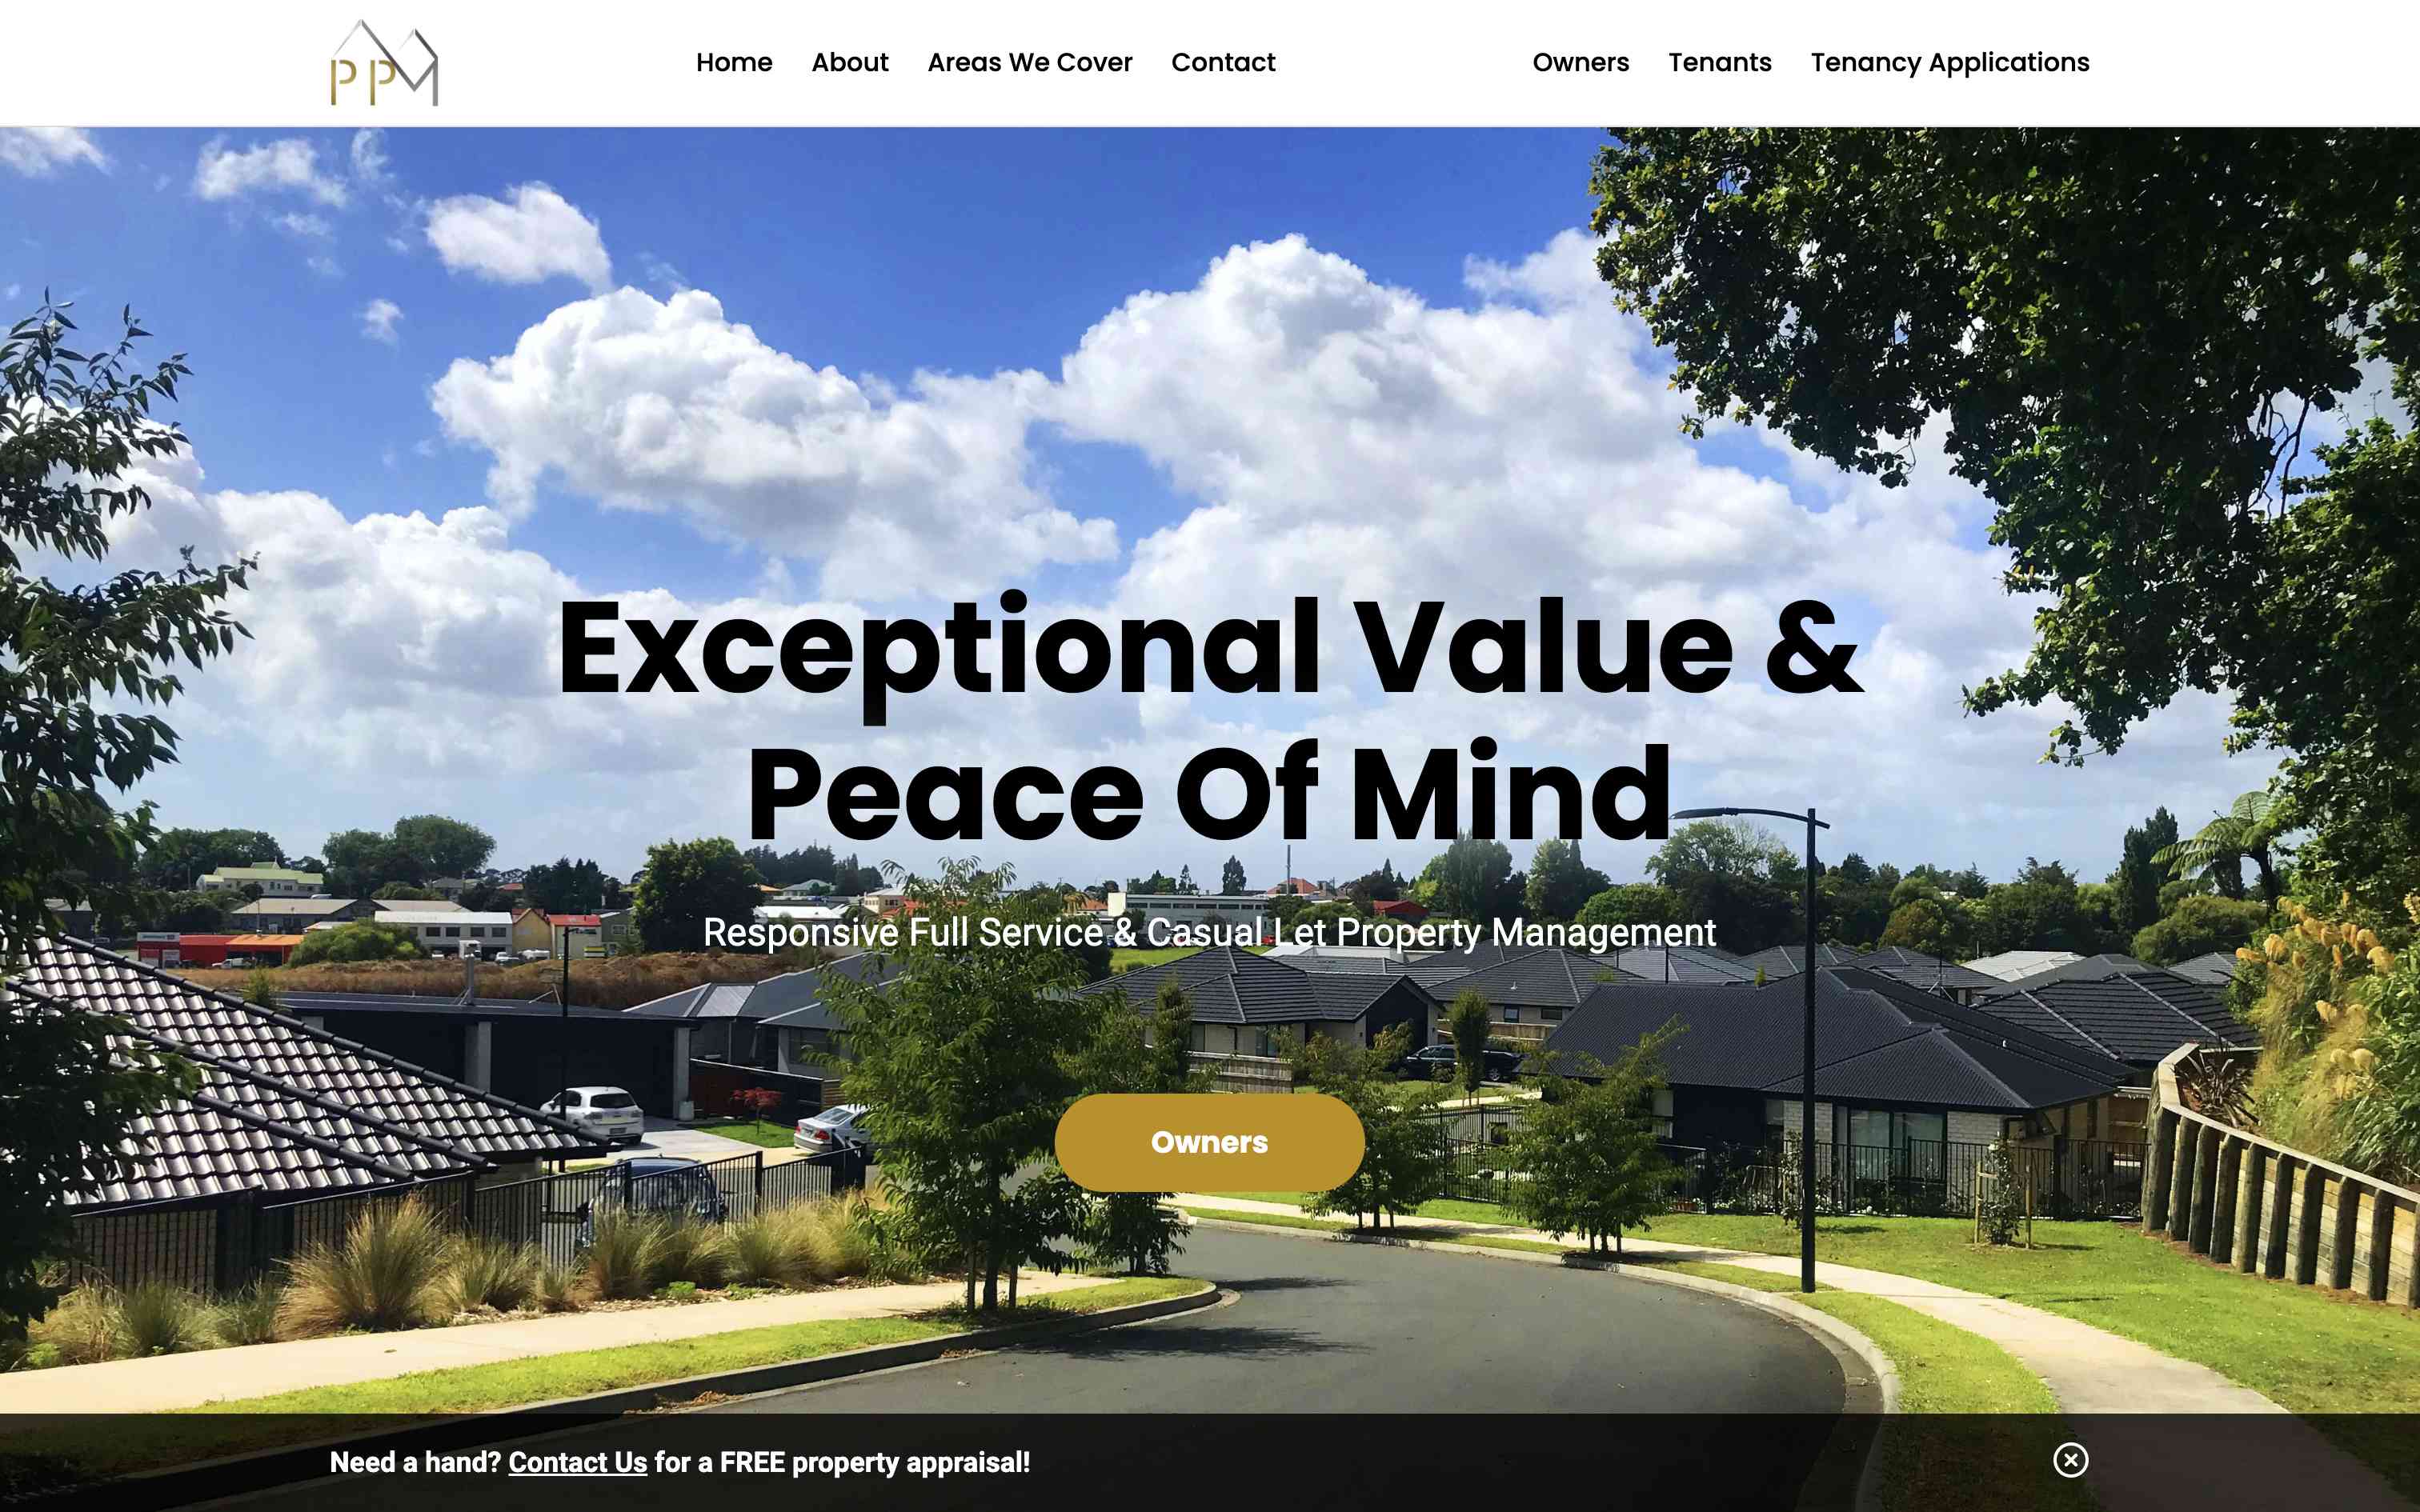 PPM
Home About Areas We Cover Contact Owners Tenants Tenancy Applications
Exceptional Value &
Peace Of Mind
Responsive Full Service & Casual Let Property Management
Owners
Need a hand? Contact Us for a FREE property appraisal!